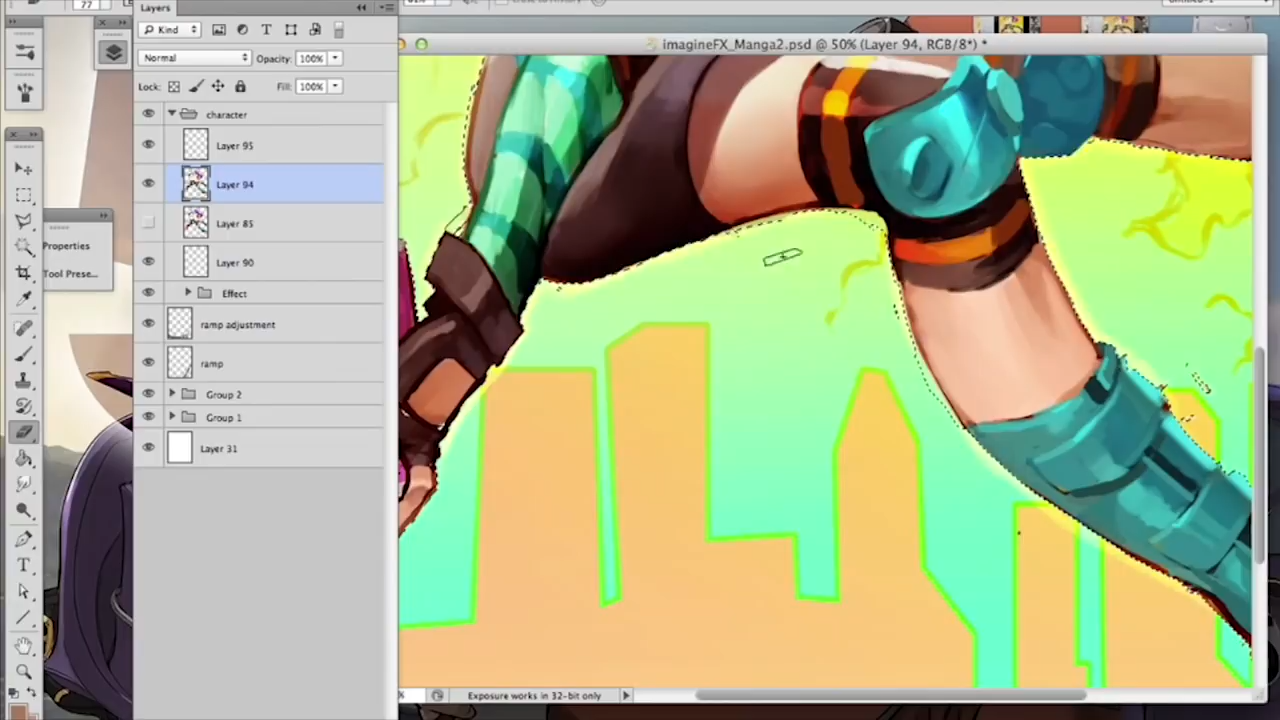 77
Layers
Kind
imagineFX_Manga2.psd @ 50% (Layer 94, RGB/8*) *
Normal
Opacity: 100%
Lock:
Fill: 100%
character
Layer 95
Layer 94
Layer 85
Properties
Layer 90
Tool Prese...
Effect
ramp adjustment
ramp
Group 2
Group 1
Layer 31
T
Exposure works in 32-bit only